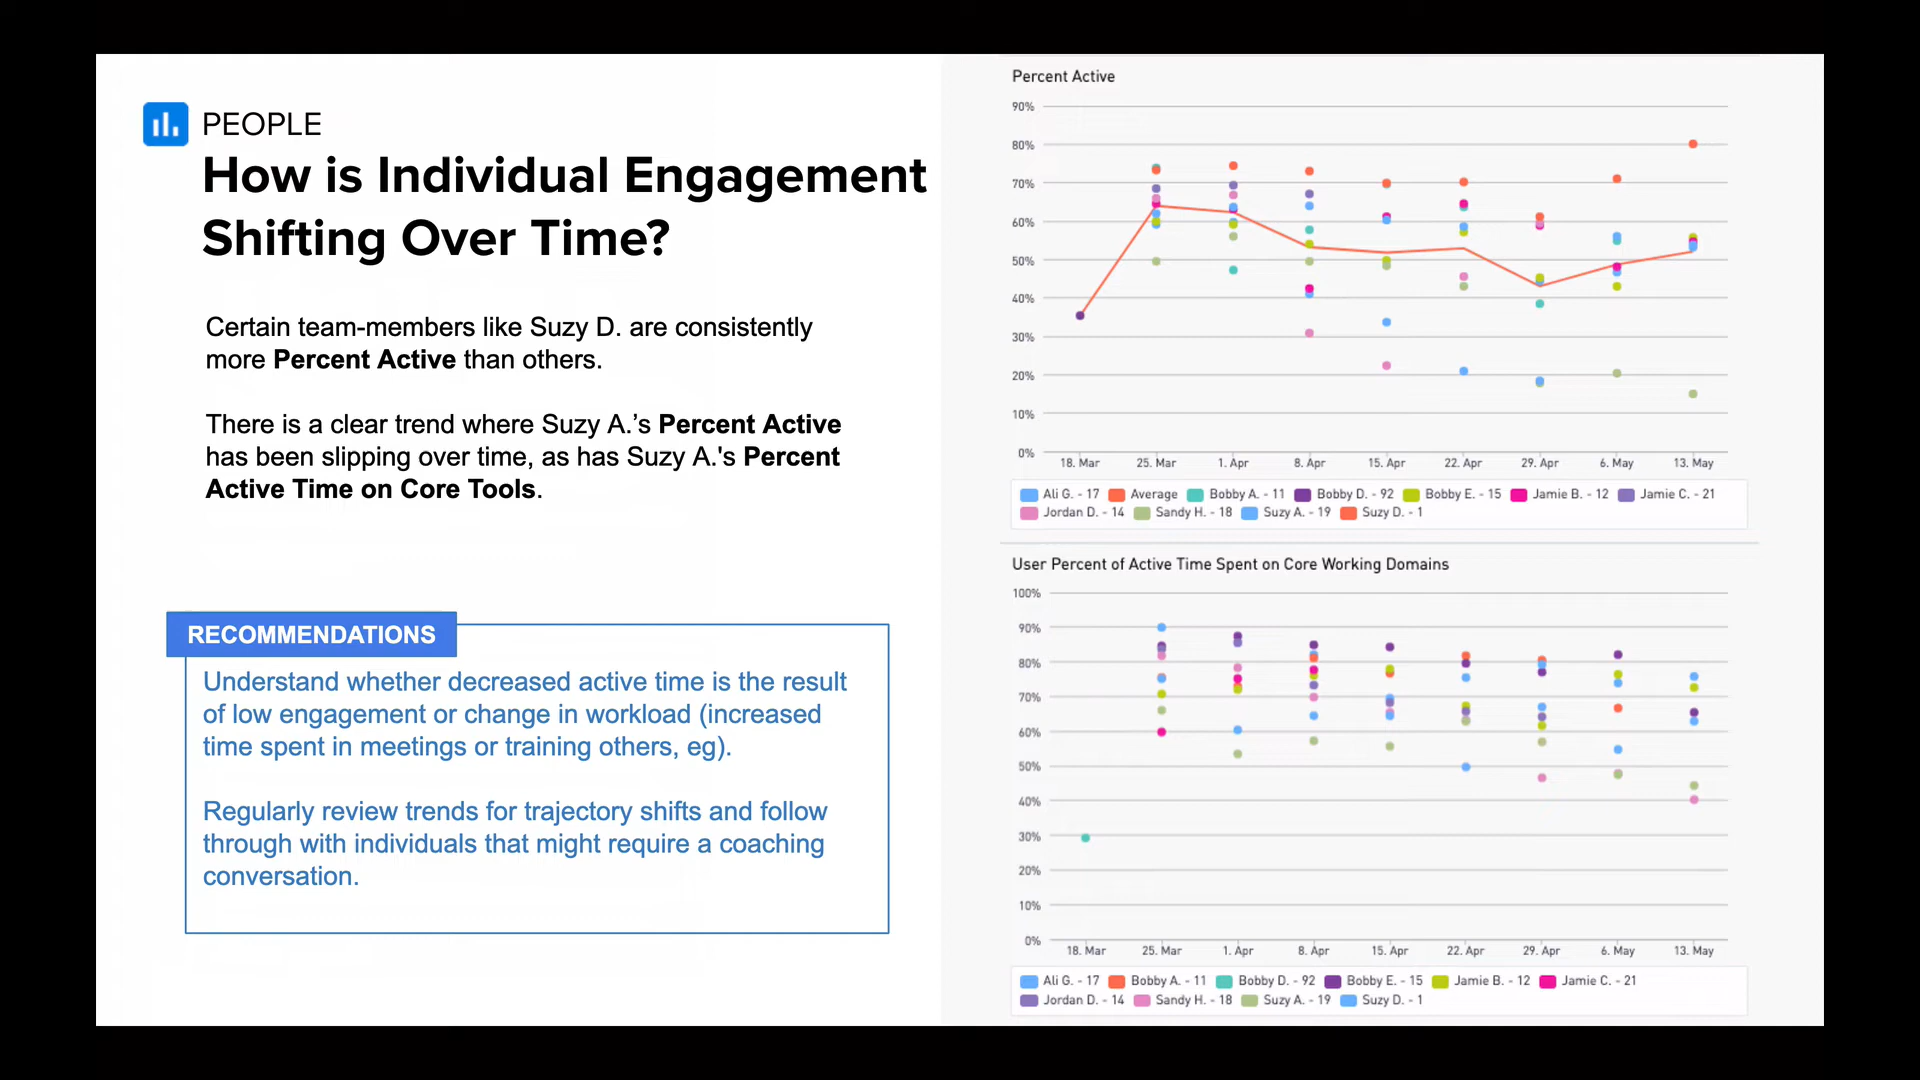 PEOPLE
How is Individual Engagement
Shifting Over Time?
Certain team-members like Suzy D. are consistently
more Percent Active than others.
There is a clear trend where Suzy A.’s Percent Active
has been slipping over time, as has Suzy A.'s Percent
Active Time on Core Tools.
RECOMMENDATIONS
Understand whether decreased active time is the result
of low engagement or change in workload (increased
time spent in meetings or training others, eg).
Regularly review trends for trajectory shifts and follow
through with individuals that might require a coaching
conversation.
Percent Active
90%
80%
70%
60%
50%
40%
30%
20%
10%
0%
18. Mar 25. Mar 1. Apr 8. Apr 15. Apr 22. Apr 29. Apr 6. May 13. May
Ali G. - 17 Average Bobby A. - 11 Bobby D. - 92 Bobby E. - 15 Jamie B. - 12 Jamie C. - 21
Jordan D. - 14 Sandy H. - 18 Suzy A. - 19 Suzy D. - 1
User Percent of Active Time Spent on Core Working Domains
100%
90%
80%
70%
60%
50%
40%
30%
20%
10%
0%
18. Mar 25. Mar 1. Apr 8. Apr 15. Apr 22. Apr 29. Apr 6. May 13. May
Ali G. - 17 Bobby A. - 11 Bobby D. - 92 Bobby E. - 15 Jamie B. - 12 Jamie C. - 21
Jordan D. - 14 Sandy H. - 18 Suzy A. - 19 Suzy D. - 1